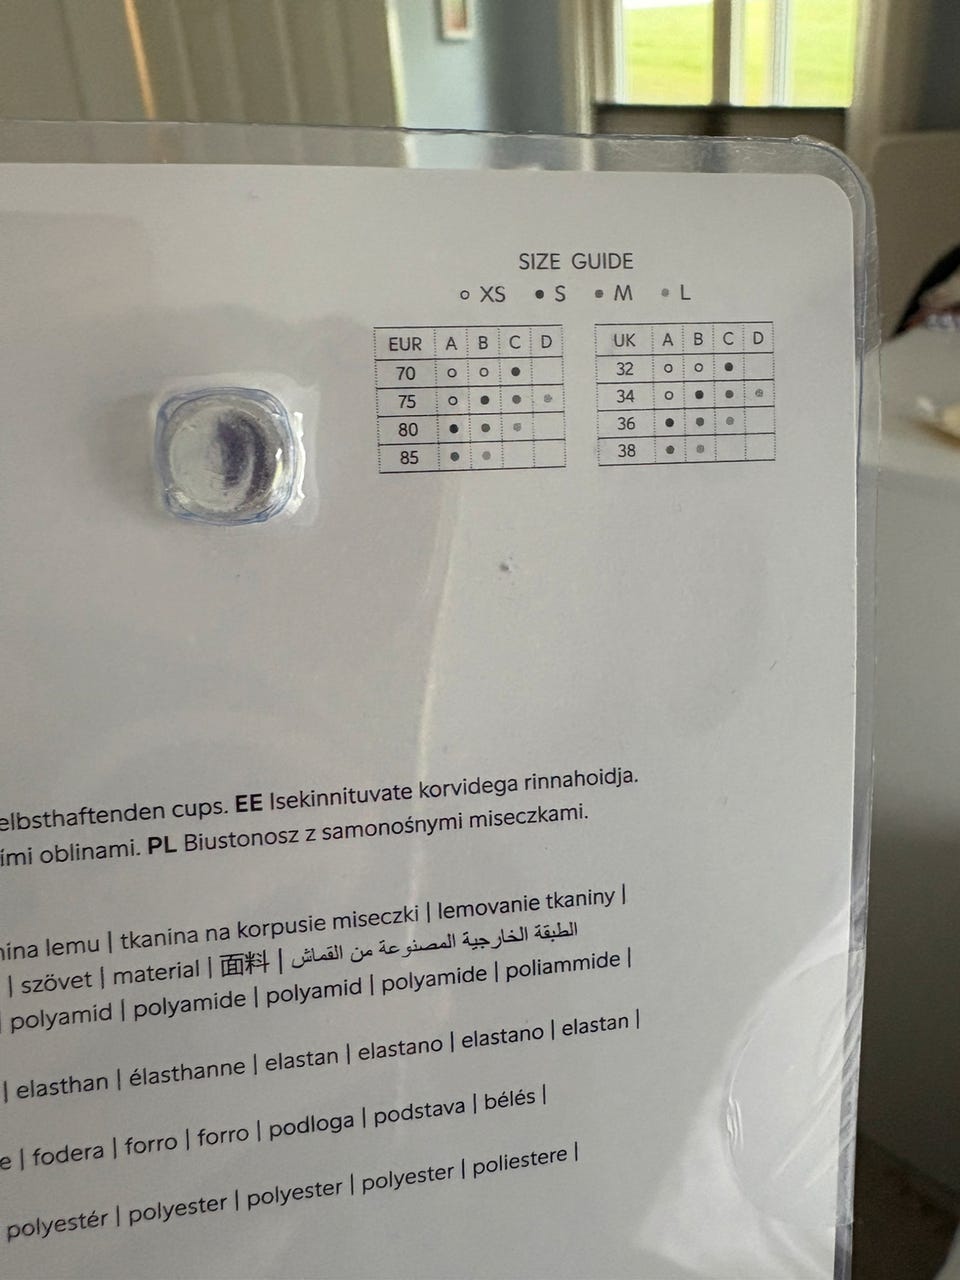 SIZE GUIDE
○ XS ● S ● M ● L
EUR A B C D
70 ○ ○ ●
75 ○ ● ● ●
80 ● ● ●
85 ● ●
UK A B C D
32 ○ ○ ●
34 ○ ● ● ●
36 ● ● ●
38 ● ●
elbsthaftenden cups. EE Isekinnituvate korvidega rinnahoidja.
ími oblinami. PL Biustonosz z samonośnymi miseczkami.
nina lemu | tkanina na korpusie miseczki | lemovanie tkaniny |
| szövet | material | 面料 | الطبقة الخارجية المصنوعة من القماش
| polyamid | polyamide | polyamid | polyamide | poliammide |
| elasthan | élasthanne | elastan | elastano | elastano | elastan |
e | fodera | forro | forro | podloga | podstava | bélés |
polyestér | polyester | polyester | polyester | poliestere |